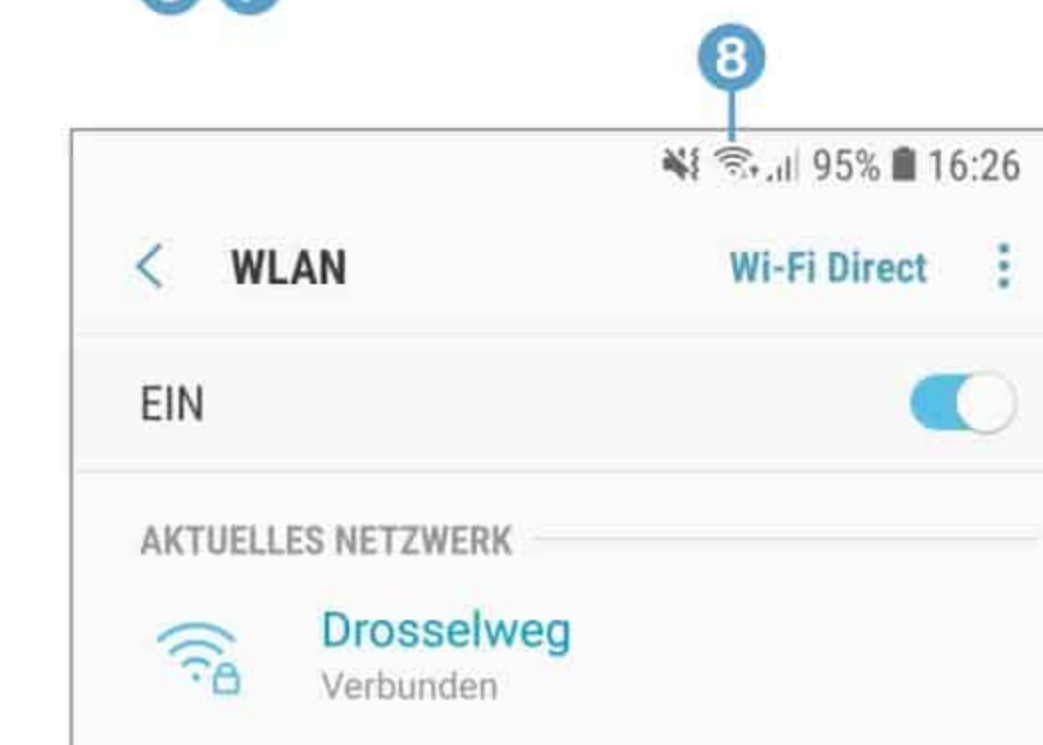 8
95% 16:26
WLAN Wi-Fi Direct
EIN
AKTUELLES NETZWERK
Drosselweg
Verbunden